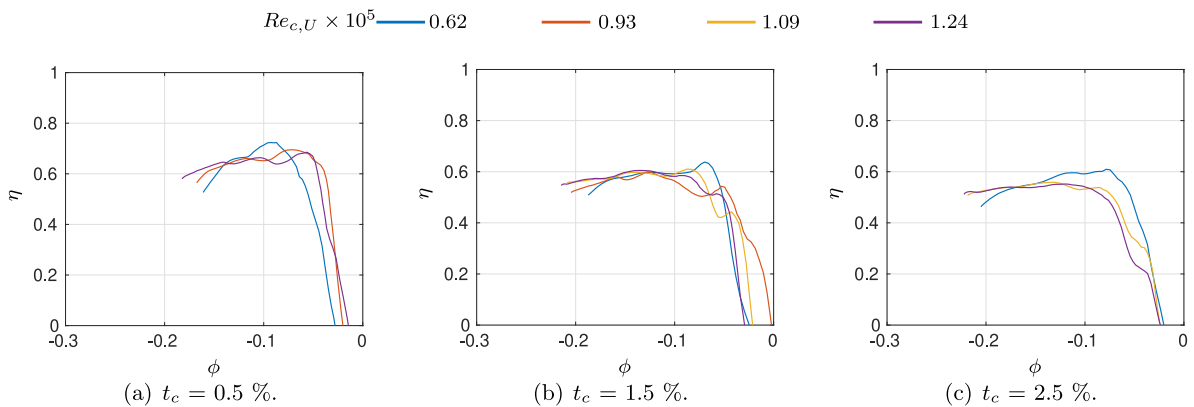 Re_{c,U} × 10^5 0.62 0.93 1.09 1.24
1 1 1
0.8 0.8 0.8
0.6 0.6 0.6
η η η
0.4 0.4 0.4
0.2 0.2 0.2
0 0 0
-0.3 -0.2 -0.1 0 -0.3 -0.2 -0.1 0 -0.3 -0.2 -0.1 0
ϕ ϕ ϕ
(a) t_c = 0.5 %. (b) t_c = 1.5 %. (c) t_c = 2.5 %.